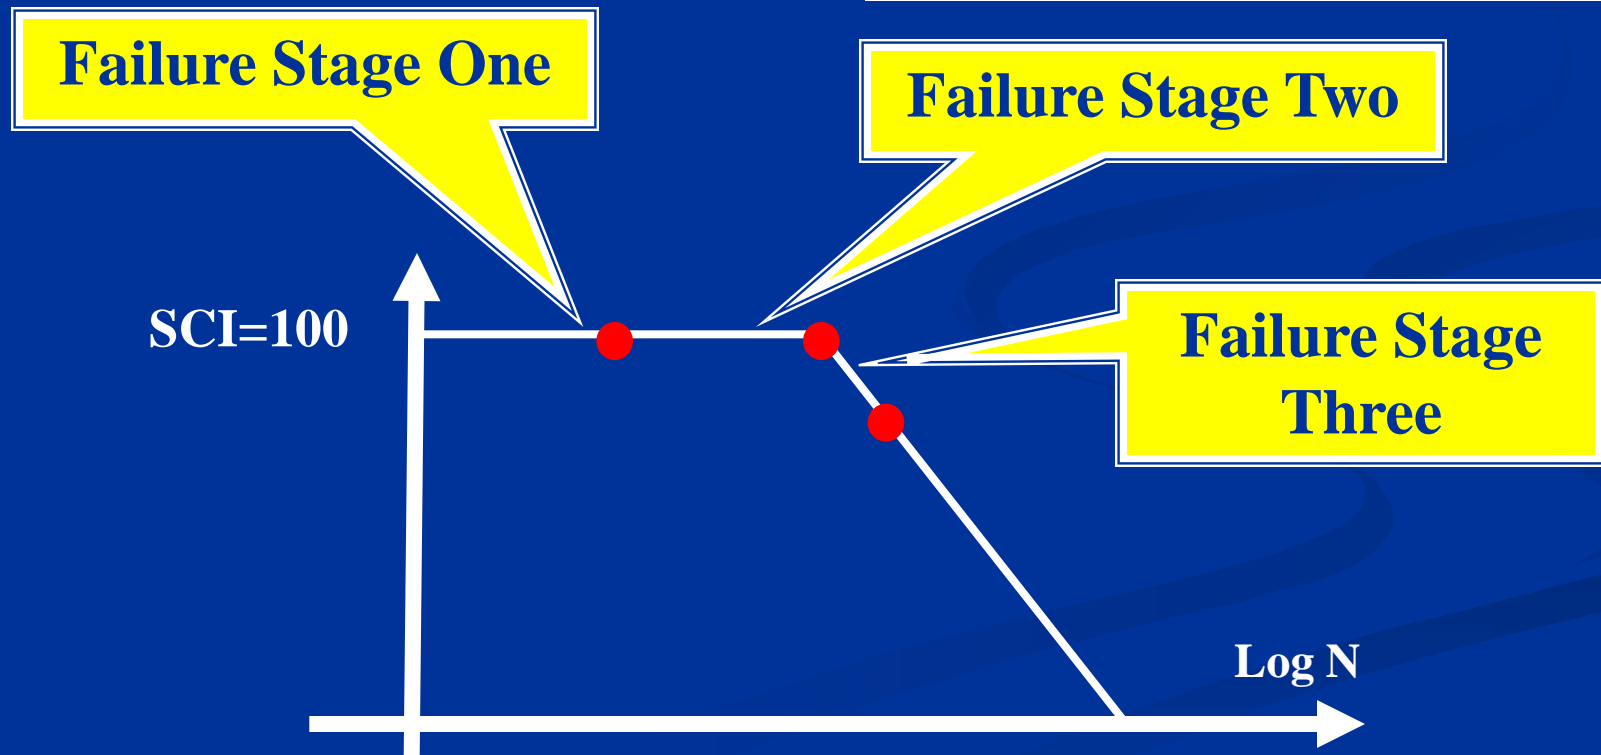 Failure Stage One
Failure Stage Two
SCI=100
Failure Stage
Three
Log N